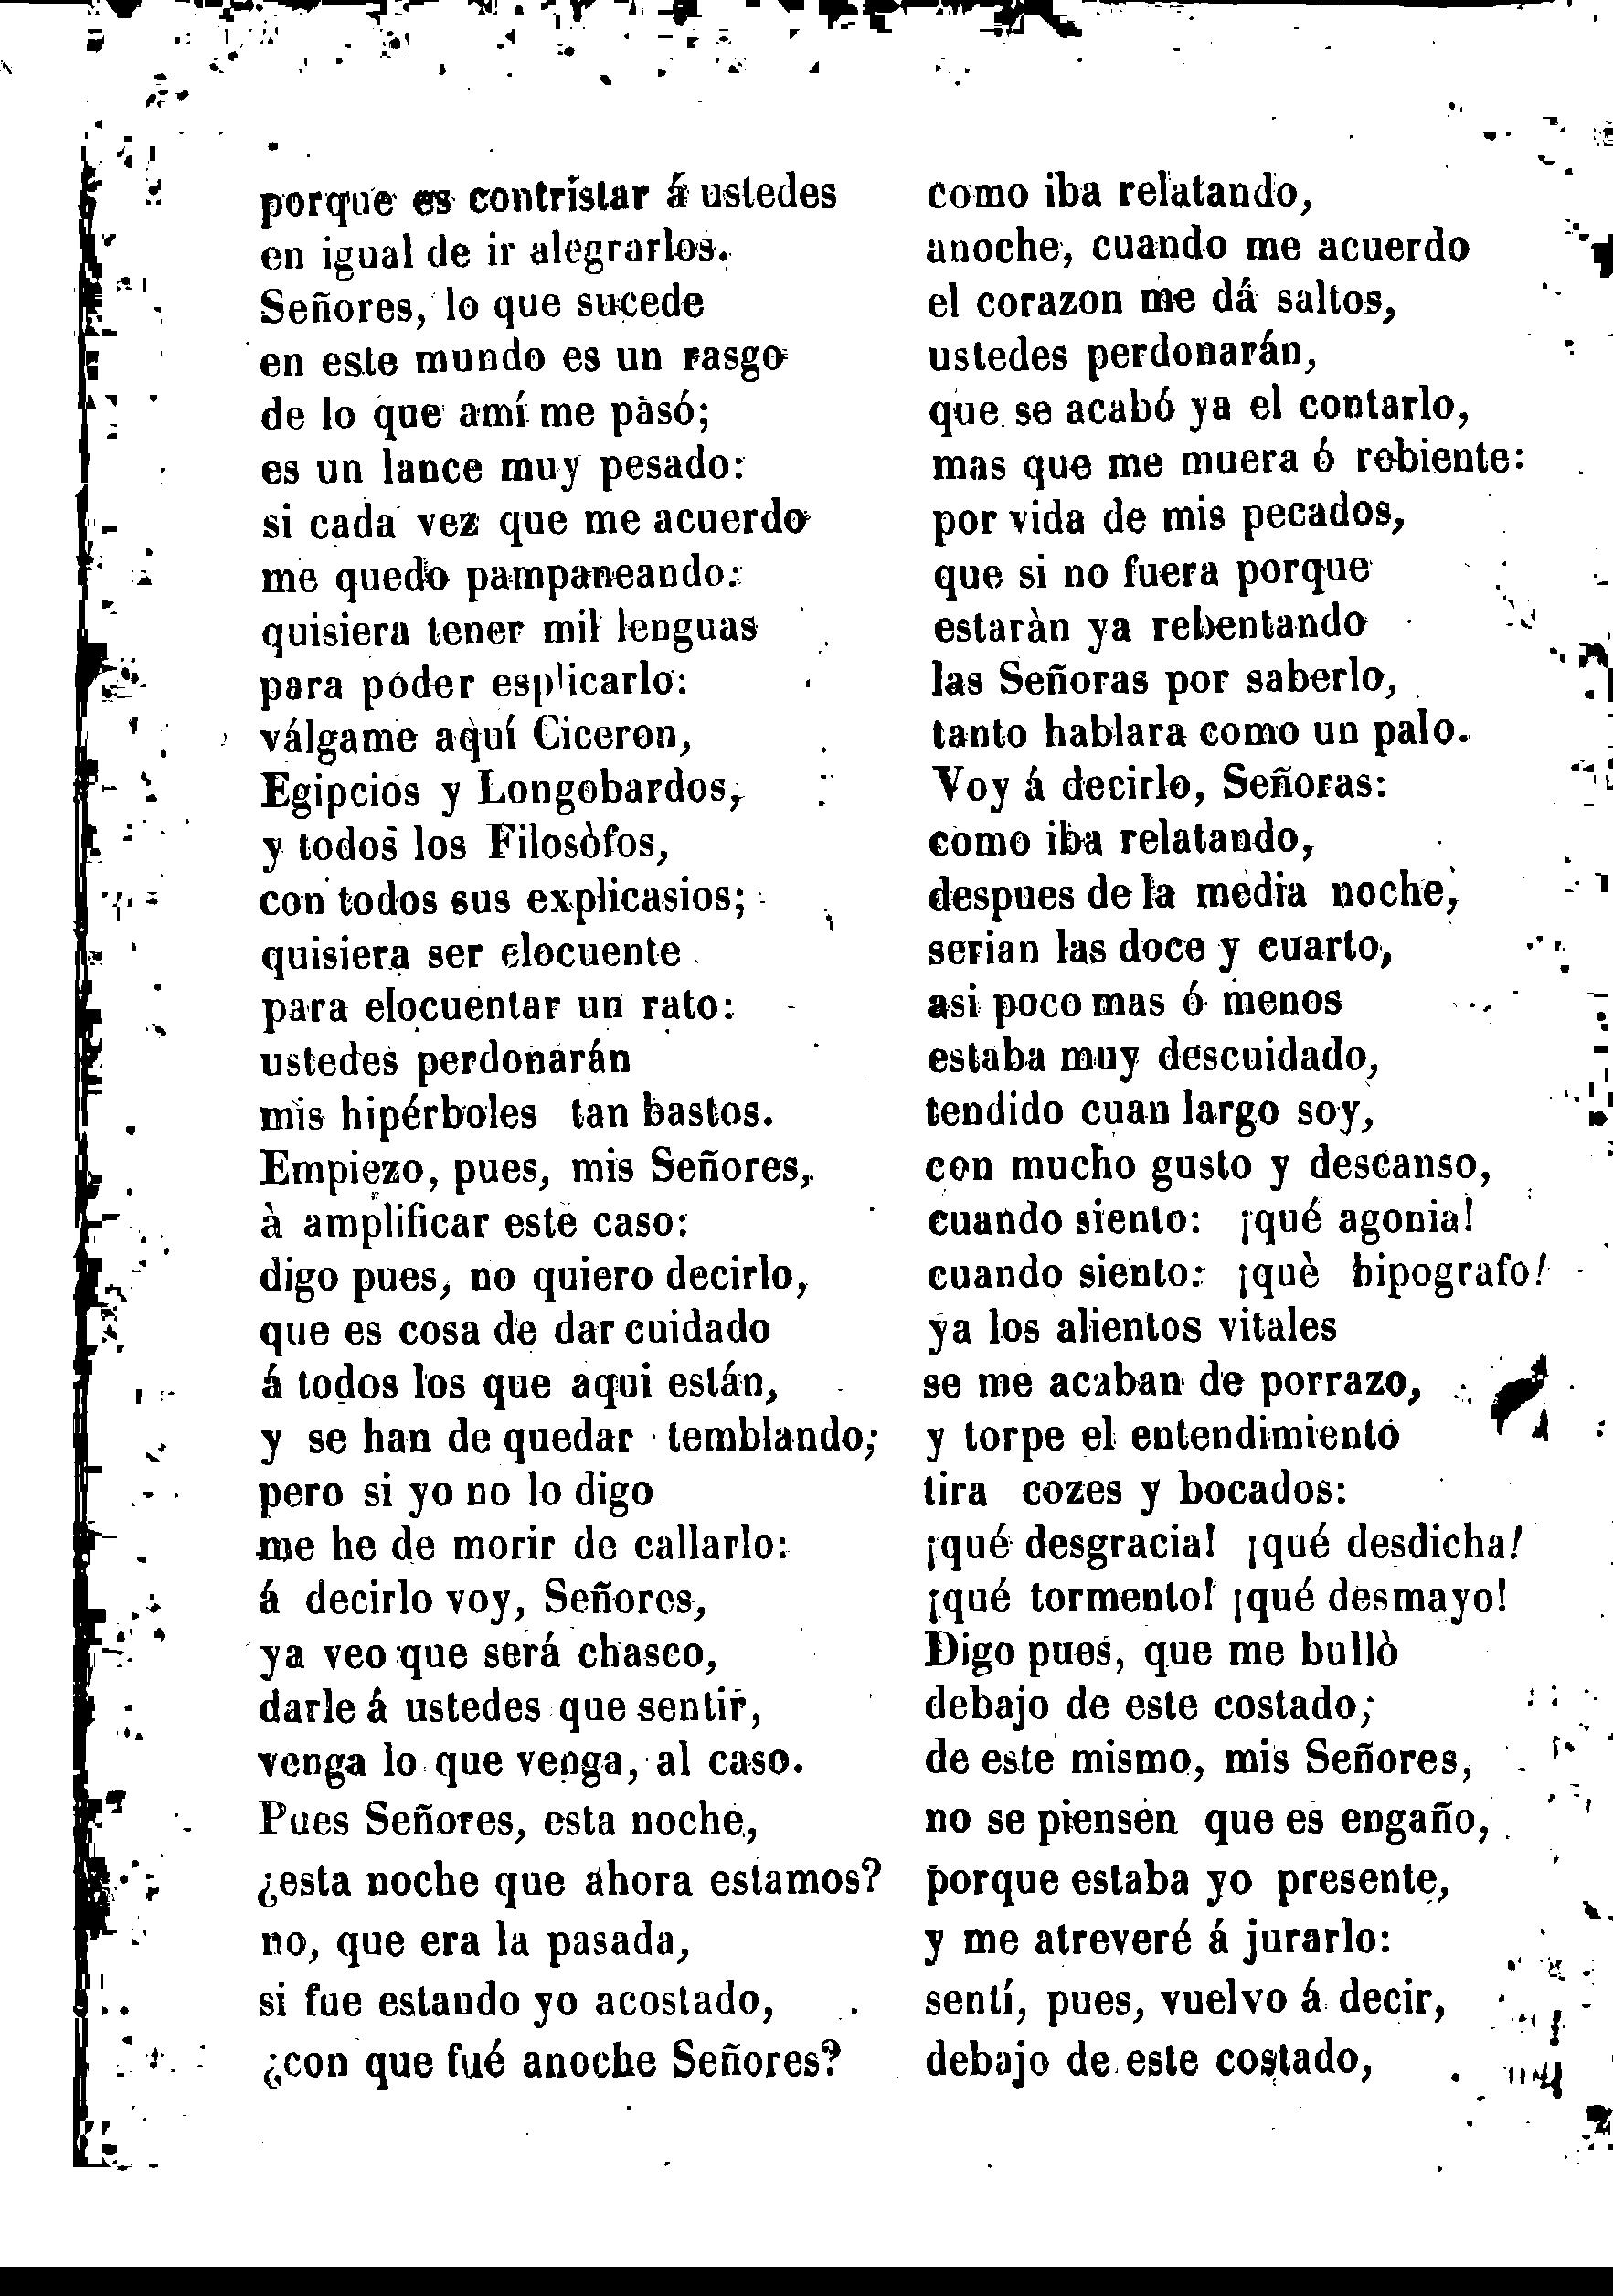 porque es contristar á ustedes
en igual de ir alegrarlos.
Señores, lo que sucede
en este mundo es un rasgo
de lo que amí me pasó;
es un lance muy pesado:
si cada vez que me acuerdo
me quedo pampaneando:
quisiera tener mil lenguas
para poder esplicarlo:
válgame aquí Ciceron,
Egipcios y Longobardos,
y todos los Filosòfos,
con todos sus explicasios;
quisiera ser elocuente
para elocuentar un rato:
ustedes perdonarán
mis hipérboles tan bastos.
Empiezo, pues, mis Señores,
à amplificar este caso:
digo pues, no quiero decirlo,
que es cosa de dar cuidado
á todos los que aqui están,
y se han de quedar temblando;
pero si yo no lo digo
me he de morir de callarlo:
á decirlo voy, Señores,
ya veo que será chasco,
darle á ustedes que sentir,
venga lo que venga, al caso.
Pues Señores, esta noche,
¿esta noche que ahora estamos?
no, que era la pasada,
si fue estando yo acostado,
¿con que fué anoche Señores?
como iba relatando,
anoche, cuando me acuerdo
el corazon me dá saltos,
ustedes perdonarán,
que se acabó ya el contarlo,
mas que me muera ó rebiente:
por vida de mis pecados,
que si no fuera porque
estaràn ya rebentando
las Señoras por saberlo,
tanto hablara como un palo.
Voy á decirlo, Señoras:
como iba relatando,
despues de la media noche,
serian las doce y cuarto,
asi poco mas ó menos
estaba muy descuidado,
tendido cuan largo soy,
con mucho gusto y descanso,
cuando siento: ¡qué agonia!
cuando siento: ¡què hipografo!
ya los alientos vitales
se me acaban de porrazo,
y torpe el entendimiento
tira cozes y bocados:
¡qué desgracia! ¡qué desdicha!
¡qué tormento! ¡qué desmayo!
Digo pues, que me bullò
debajo de este costado;
de este mismo, mis Señores,
no se piensen que es engaño,
porque estaba yo presente,
y me atreveré á jurarlo:
sentí, pues, vuelvo á decir,
debajo de este costado,